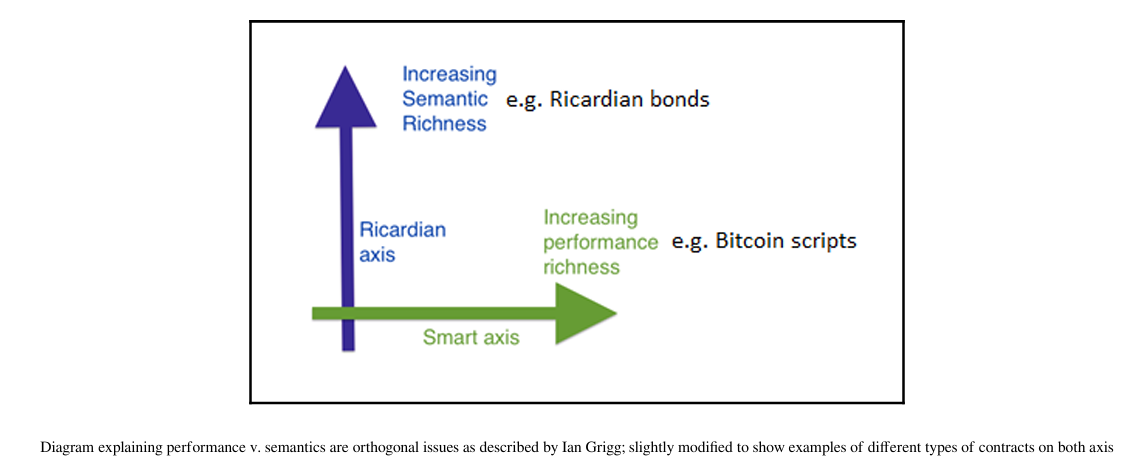 Increasing
Semantic
Richness
e.g. Ricardian bonds
Ricardian
axis
Increasing
performance
richness
e.g. Bitcoin scripts
Smart axis
Diagram explaining performance v. semantics are orthogonal issues as described by Ian Grigg; slightly modified to show examples of different types of contracts on both axis